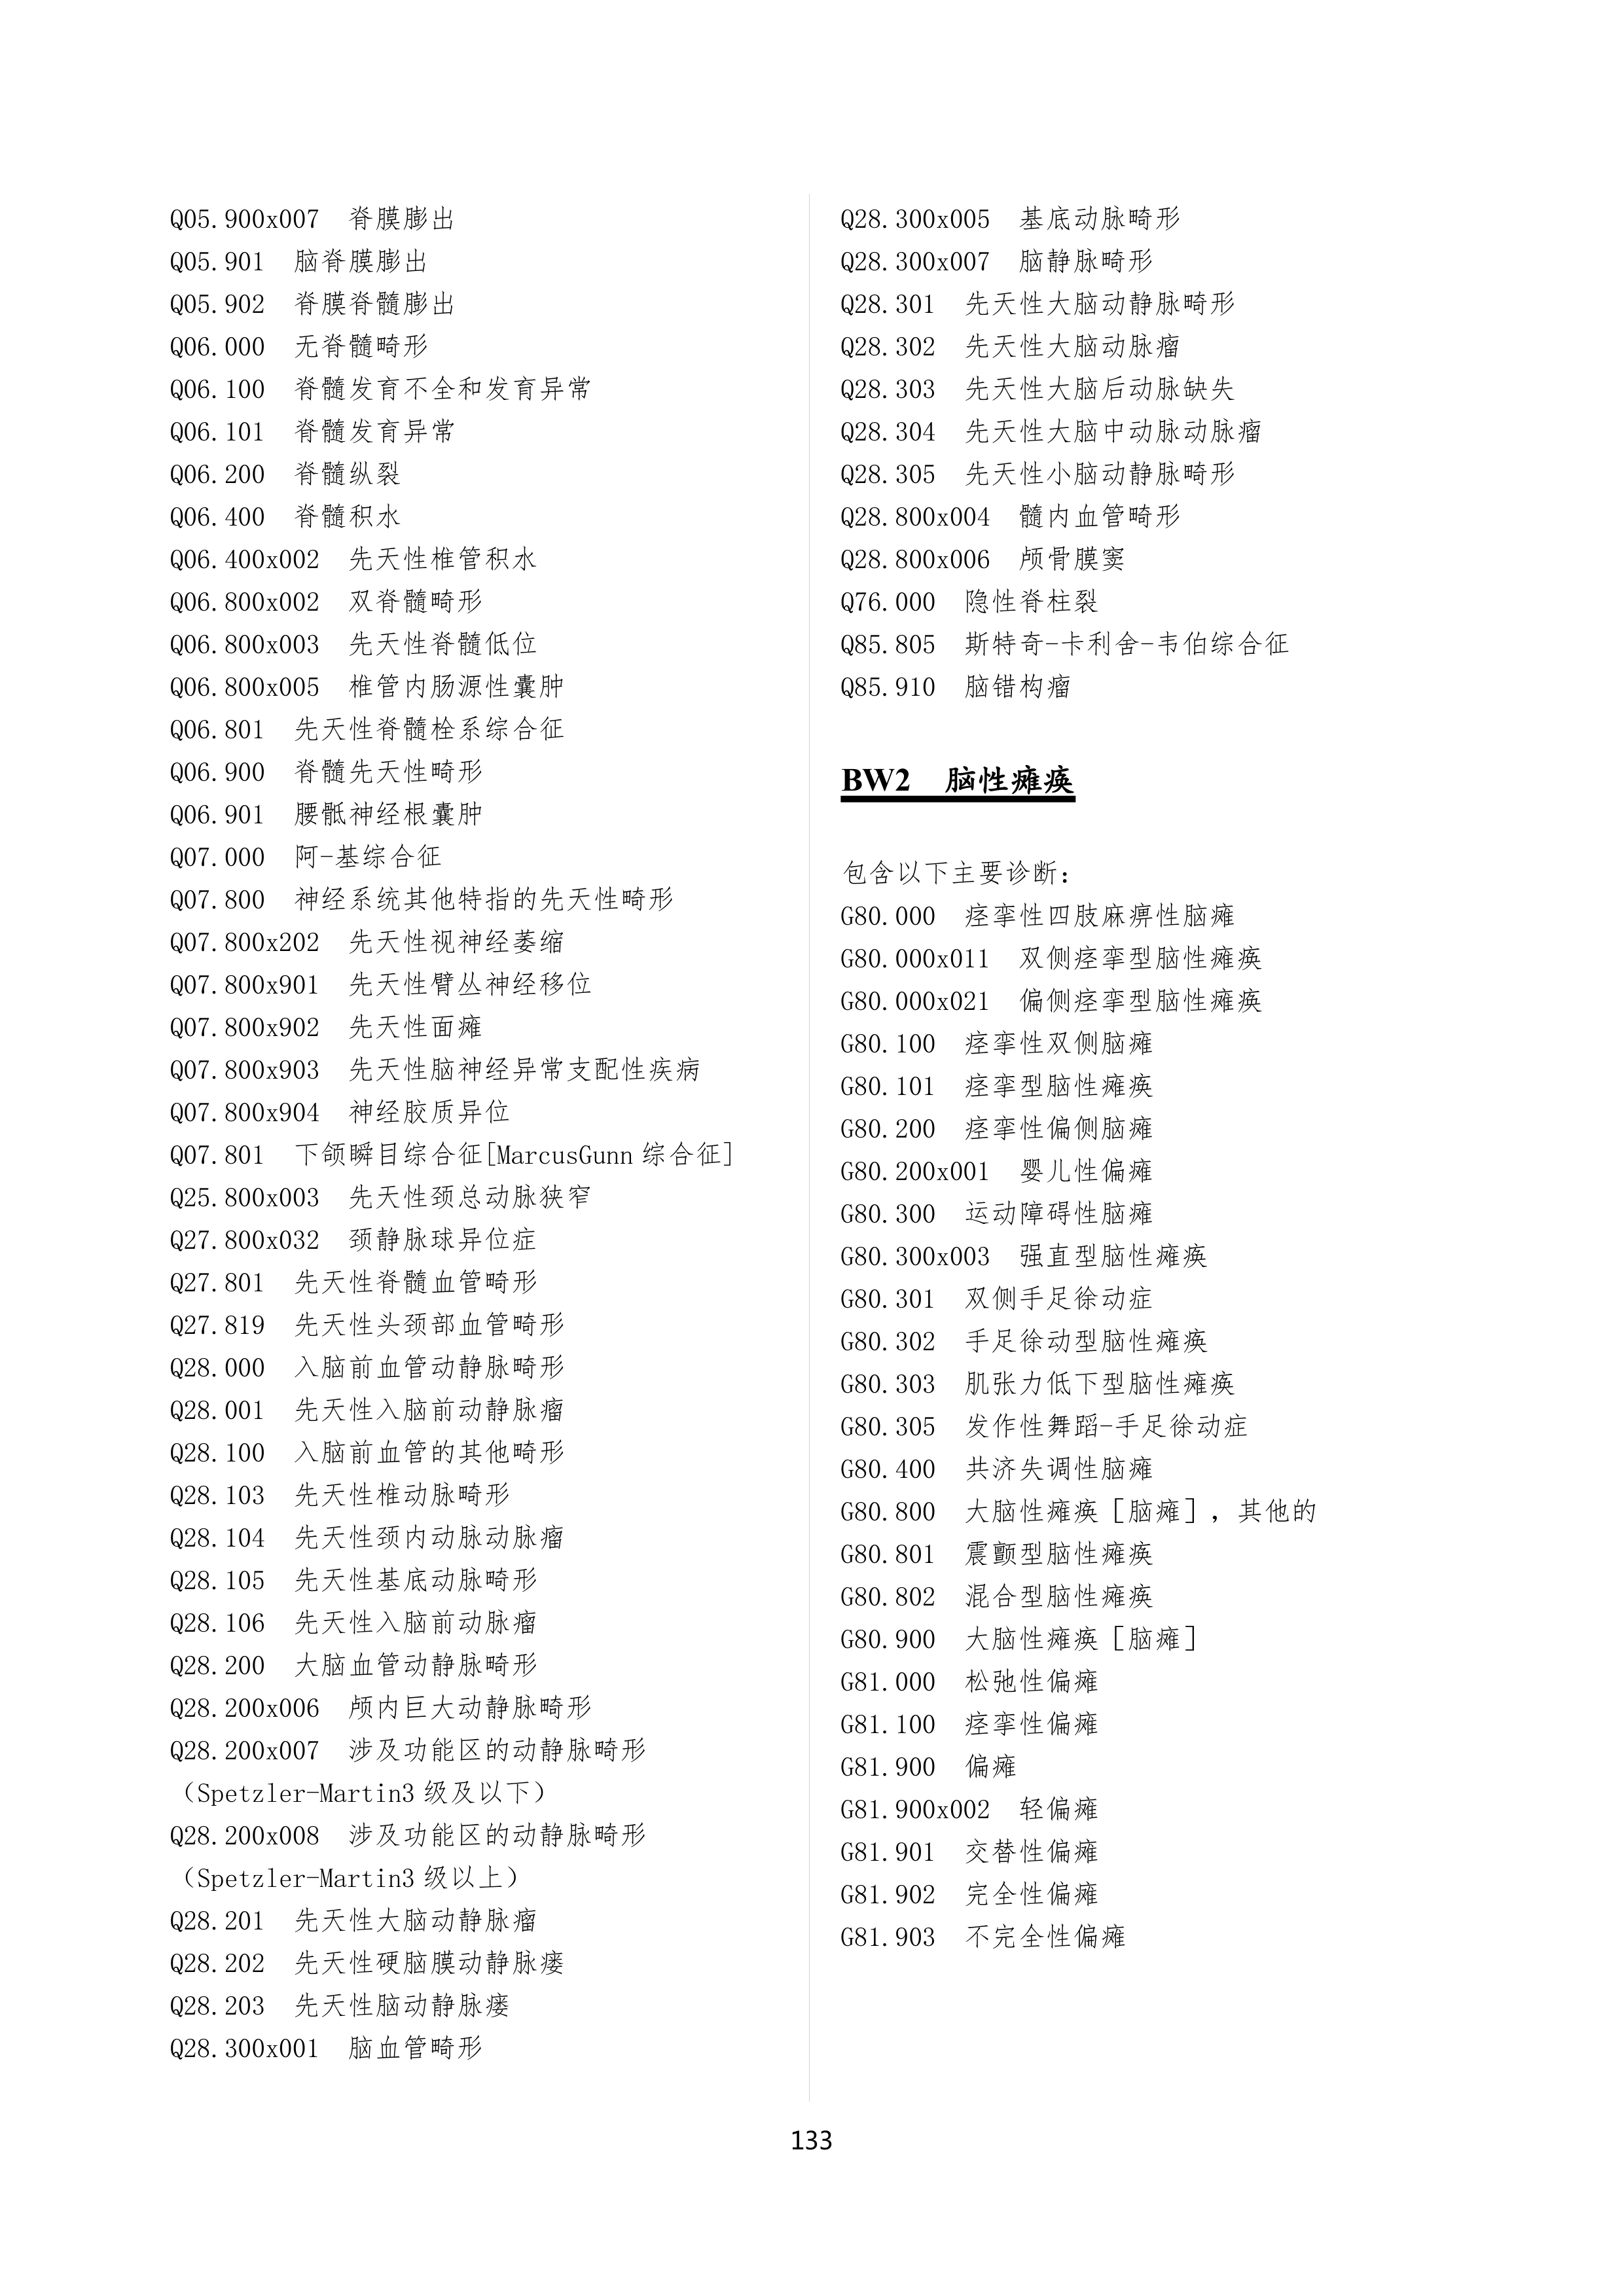 Q05.900x007 脊膜膨出
Q05.901 脑脊膜膨出
Q05.902 脊膜脊髓膨出
Q06.000 无脊髓畸形
Q06.100 脊髓发育不全和发育异常
Q06.101 脊髓发育异常
Q06.200 脊髓纵裂
Q06.400 脊髓积水
Q06.400x002 先天性椎管积水
Q06.800x002 双脊髓畸形
Q06.800x003 先天性脊髓低位
Q06.800x005 椎管内肠源性囊肿
Q06.801 先天性脊髓栓系综合征
Q06.900 脊髓先天性畸形
Q06.901 腰骶神经根囊肿
Q07.000 阿-基综合征
Q07.800 神经系统其他特指的先天性畸形
Q07.800x202 先天性视神经萎缩
Q07.800x901 先天性臂丛神经移位
Q07.800x902 先天性面瘫
Q07.800x903 先天性脑神经异常支配性疾病
Q07.800x904 神经胶质异位
Q07.801 下颌瞬目综合征[MarcusGunn 综合征]
Q25.800x003 先天性颈总动脉狭窄
Q27.800x032 颈静脉球异位症
Q27.801 先天性脊髓血管畸形
Q27.819 先天性头颈部血管畸形
Q28.000 入脑前血管动静脉畸形
Q28.001 先天性入脑前动静脉瘤
Q28.100 入脑前血管的其他畸形
Q28.103 先天性椎动脉畸形
Q28.104 先天性颈内动脉动脉瘤
Q28.105 先天性基底动脉畸形
Q28.106 先天性入脑前动脉瘤
Q28.200 大脑血管动静脉畸形
Q28.200x006 颅内巨大动静脉畸形
Q28.200x007 涉及功能区的动静脉畸形
（Spetzler-Martin3 级及以下）
Q28.200x008 涉及功能区的动静脉畸形
（Spetzler-Martin3 级以上）
Q28.201 先天性大脑动静脉瘤
Q28.202 先天性硬脑膜动静脉瘘
Q28.203 先天性脑动静脉瘘
Q28.300x001 脑血管畸形
Q28.300x005 基底动脉畸形
Q28.300x007 脑静脉畸形
Q28.301 先天性大脑动静脉畸形
Q28.302 先天性大脑动脉瘤
Q28.303 先天性大脑后动脉缺失
Q28.304 先天性大脑中动脉动脉瘤
Q28.305 先天性小脑动静脉畸形
Q28.800x004 髓内血管畸形
Q28.800x006 颅骨膜窦
Q76.000 隐性脊柱裂
Q85.805 斯特奇-卡利舍-韦伯综合征
Q85.910 脑错构瘤
BW2 脑性瘫痪
包含以下主要诊断：
G80.000 痉挛性四肢麻痹性脑瘫
G80.000x011 双侧痉挛型脑性瘫痪
G80.000x021 偏侧痉挛型脑性瘫痪
G80.100 痉挛性双侧脑瘫
G80.101 痉挛型脑性瘫痪
G80.200 痉挛性偏侧脑瘫
G80.200x001 婴儿性偏瘫
G80.300 运动障碍性脑瘫
G80.300x003 强直型脑性瘫痪
G80.301 双侧手足徐动症
G80.302 手足徐动型脑性瘫痪
G80.303 肌张力低下型脑性瘫痪
G80.305 发作性舞蹈-手足徐动症
G80.400 共济失调性脑瘫
G80.800 大脑性瘫痪［脑瘫］，其他的
G80.801 震颤型脑性瘫痪
G80.802 混合型脑性瘫痪
G80.900 大脑性瘫痪［脑瘫］
G81.000 松弛性偏瘫
G81.100 痉挛性偏瘫
G81.900 偏瘫
G81.900x002 轻偏瘫
G81.901 交替性偏瘫
G81.902 完全性偏瘫
G81.903 不完全性偏瘫
133